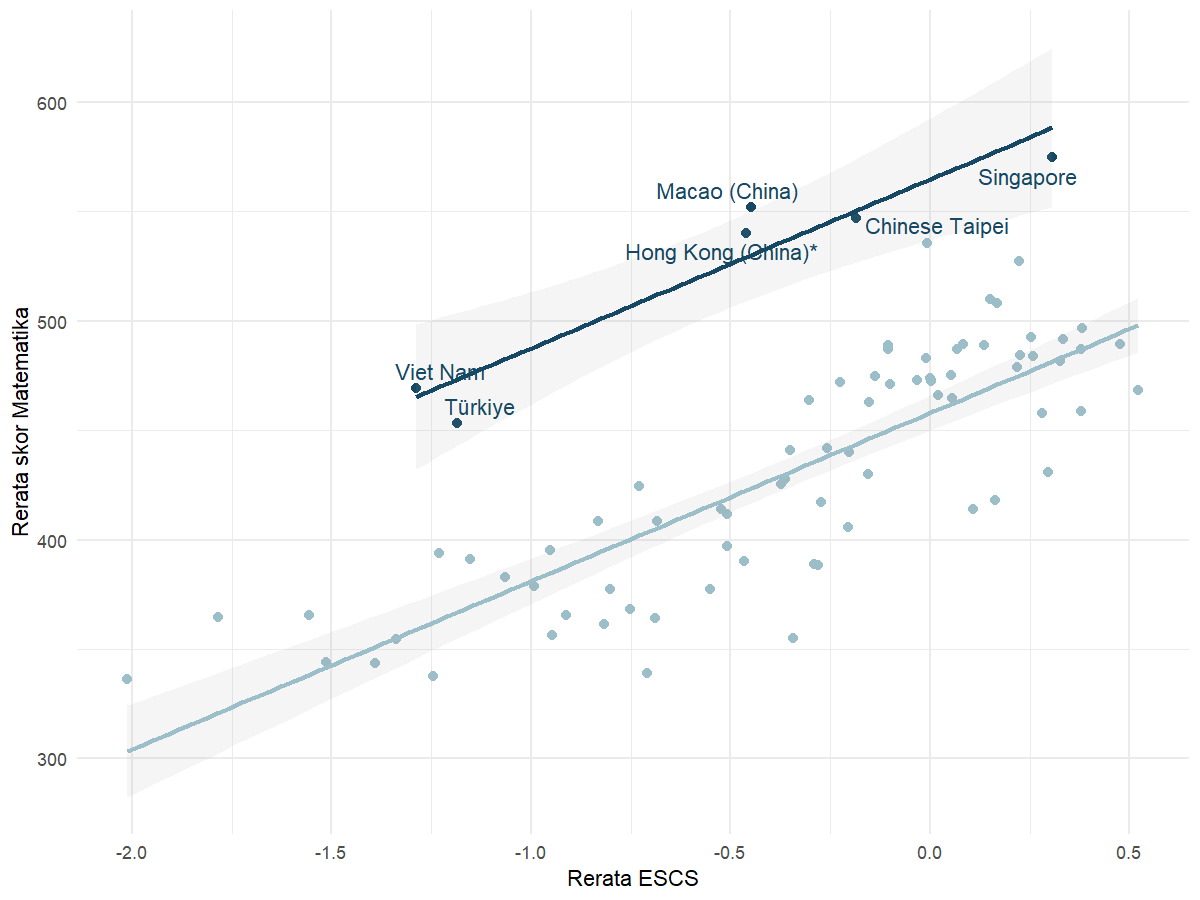 600
500
400
300
Rerata skor Matematika
Macao (China)
Singapore
Chinese Taipei
Hong Kong (China)*
Viet Nam
Türkiye
-2.0
-1.5
-1.0
-0.5
0.0
0.5
Rerata ESCS